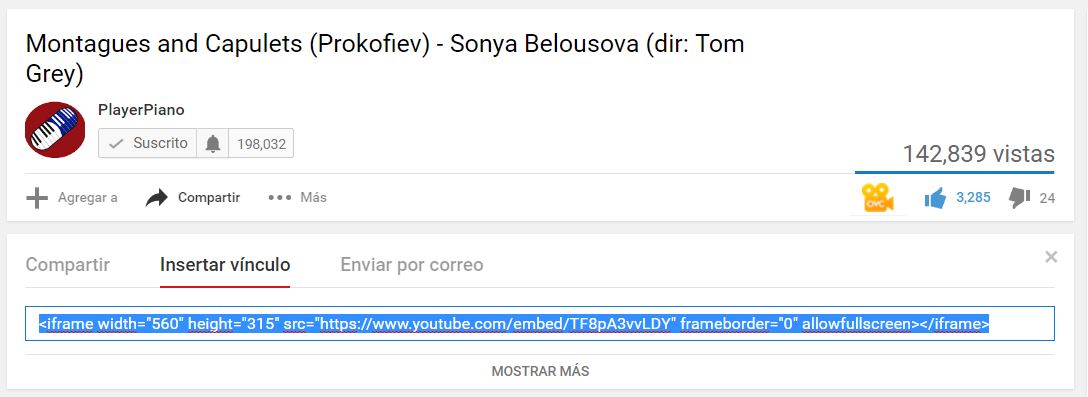 Montagues and Capulets (Prokofiev) - Sonya Belousova (dir: Tom
Grey)
PlayerPiano
Suscrito 198,032
142,839 vistas
Agregar a Compartir Más
OVC 3,285 24
Compartir Insertar vínculo Enviar por correo
<iframe width="560" height="315" src="https://www.youtube.com/embed/TF8pA3vvLDY" frameborder="0" allowfullscreen></iframe>
MOSTRAR MÁS